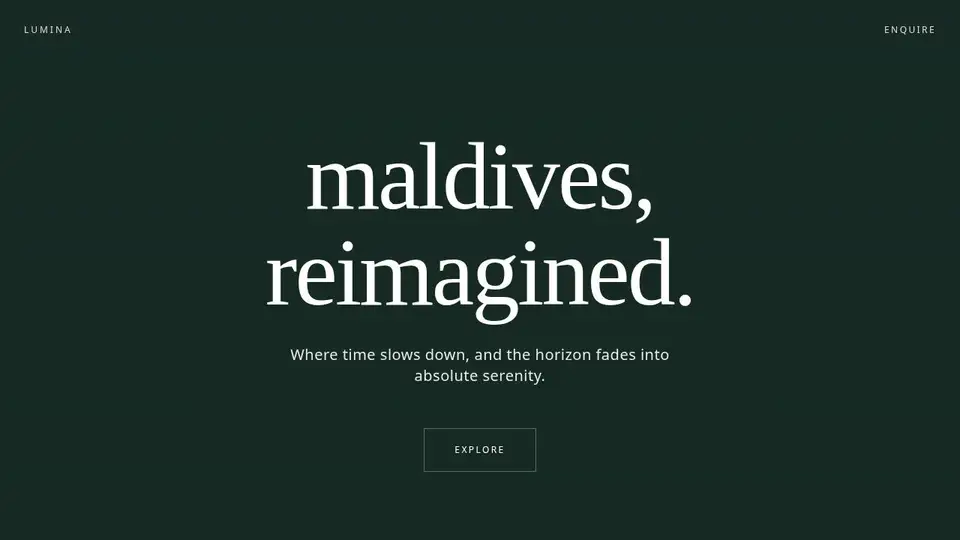 LUMINA
ENQUIRE
maldives,
reimagined.
Where time slows down, and the horizon fades into
absolute serenity.
EXPLORE